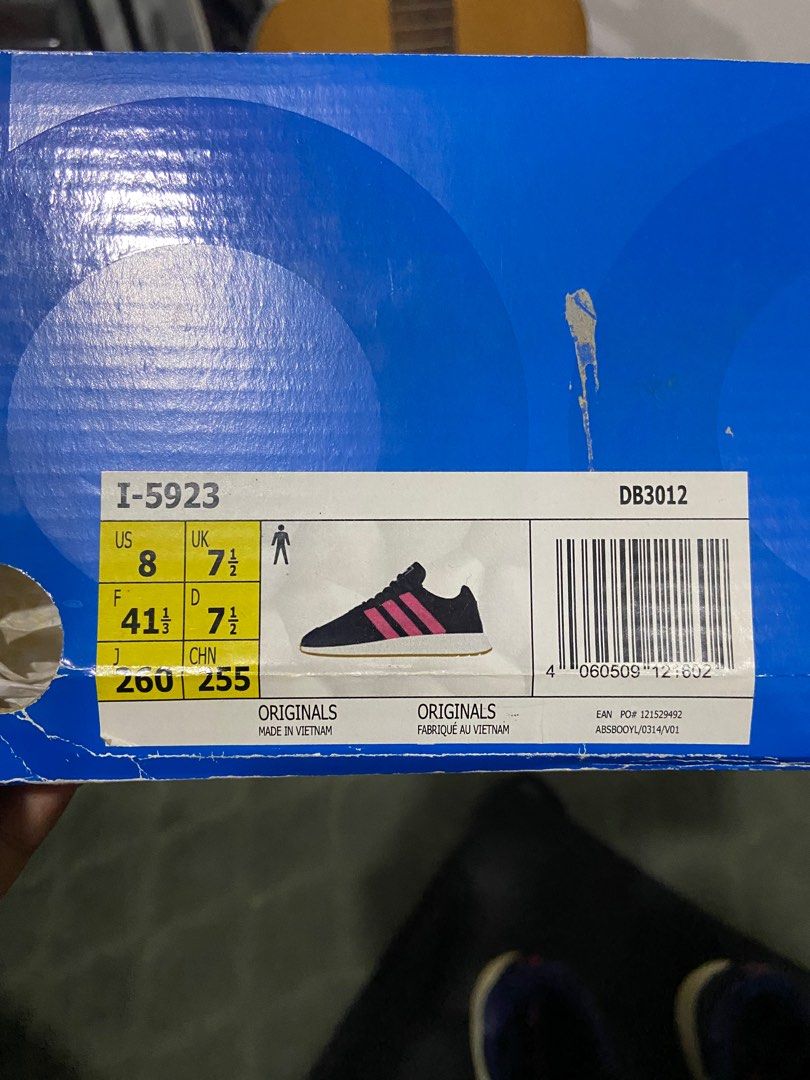 I-5923 DB3012
US 8 UK 7½
F 41⅓ D 7½
J 260 CHN 255
4 060509 121602
ORIGINALS ORIGINALS EAN PO# 121529492
MADE IN VIETNAM FABRIQUÉ AU VIETNAM ABSBOOYL/0314/V01